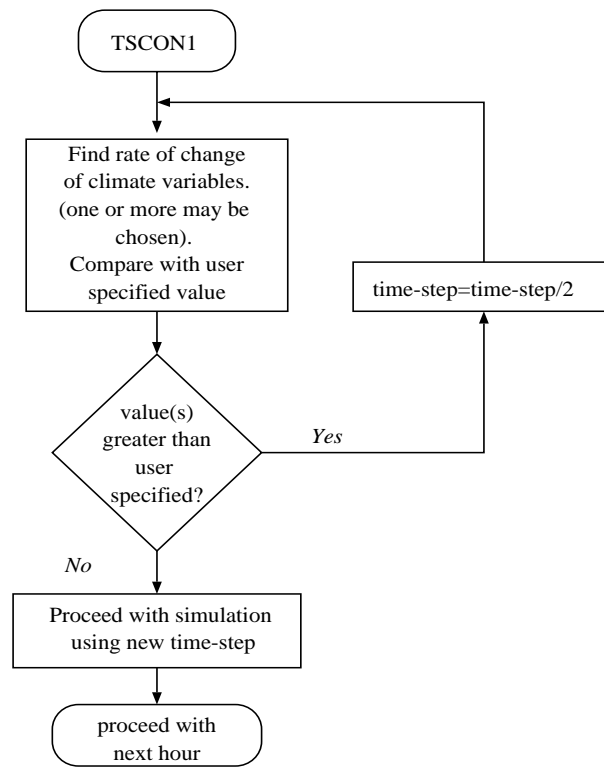 TSCON1
Find rate of change
of climate variables.
(one or more may be
chosen).
Compare with user
specified value
time-step=time-step/2
value(s)
greater than
user
specified?
Yes
No
Proceed with simulation
using new time-step
proceed with
next hour